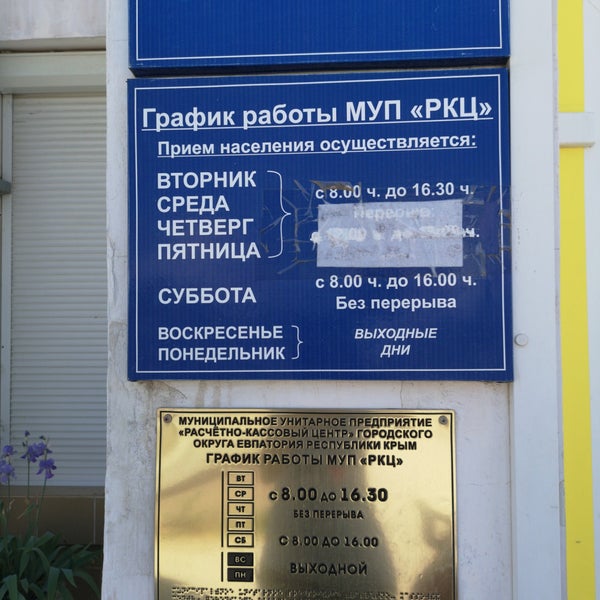 График работы МУП «РКЦ»
Прием населения осуществляется:
ВТОРНИК
СРЕДА
ЧЕТВЕРГ
ПЯТНИЦА
с 8.00 ч. до 16.30 ч.
СУББОТА
с 8.00 ч. до 16.00 ч.
Без перерыва
ВОСКРЕСЕНЬЕ
ПОНЕДЕЛЬНИК
ВЫХОДНЫЕ
ДНИ
МУНИЦИПАЛЬНОЕ УНИТАРНОЕ ПРЕДПРИЯТИЕ
«РАСЧЁТНО-КАССОВЫЙ ЦЕНТР» ГОРОДСКОГО
ОКРУГА ЕВПАТОРИЯ РЕСПУБЛИКИ КРЫМ
ГРАФИК РАБОТЫ МУП «РКЦ»
ВТ
СР
ЧТ
ПТ
СБ
ВС
ПН
С 8.00 ДО 16.30
БЕЗ ПЕРЕРЫВА
С 8.00 ДО 16.00
ВЫХОДНОЙ